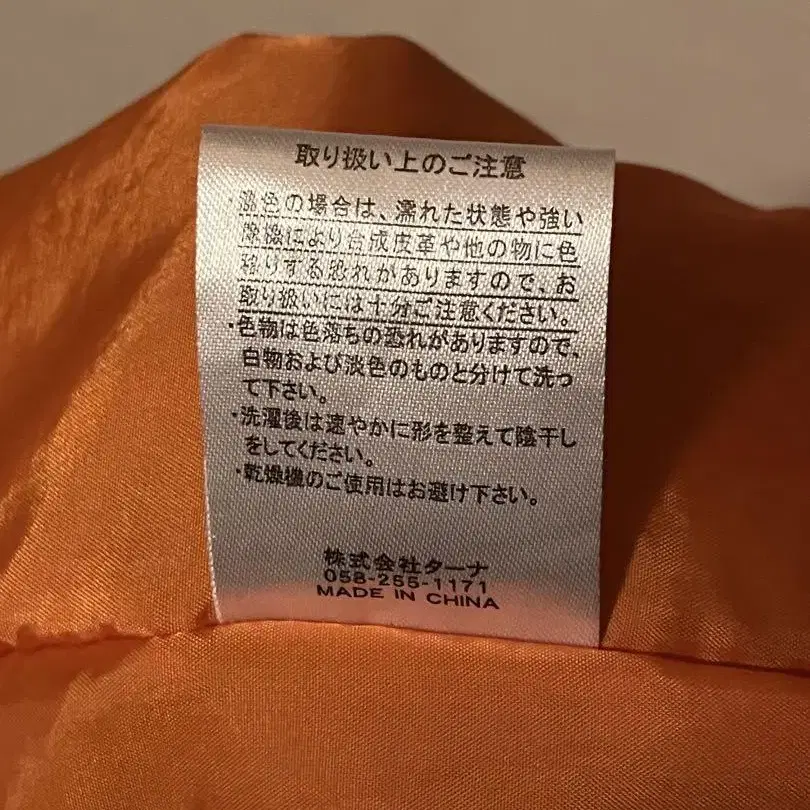 取り扱い上のご注意
・濃色の場合は、濡れた状態や強い
摩擦により合成皮革や他の物に色
移りする恐れがありますので、お
取り扱いには十分ご注意ください。
・色物は色落ちの恐れがありますので、
白物および淡色のものと分けて洗っ
て下さい。
・洗濯後は速やかに形を整えて陰干し
をしてください。
・乾燥機のご使用はお避け下さい。
株式会社ターナ
058-255-1171
MADE IN CHINA